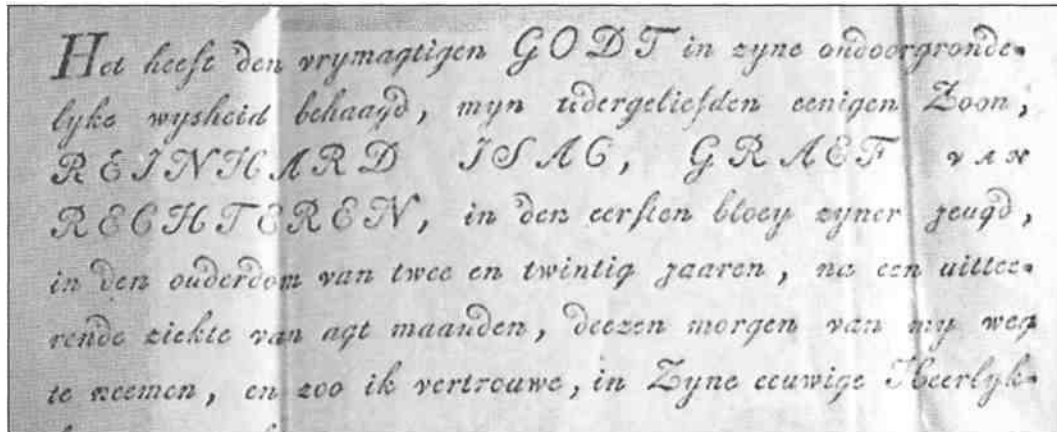 Het heeft den vrymagtigen GODT in zyne ondoorgronde-
lyke wysheid behaagd, myn tedergeliefden eenigen Zoon,
REINHARD ISAC, GRAEF VAN
RECHTEREN, in den eersten bloey zyner jeugd,
in den ouderdom van twee en twintig jaaren, na een uittee-
rende ziekte van agt maanden, deezen morgen van my weg
te neemen, en zoo ik vertrouwe, in Zyne eeuwige Heerlyk-